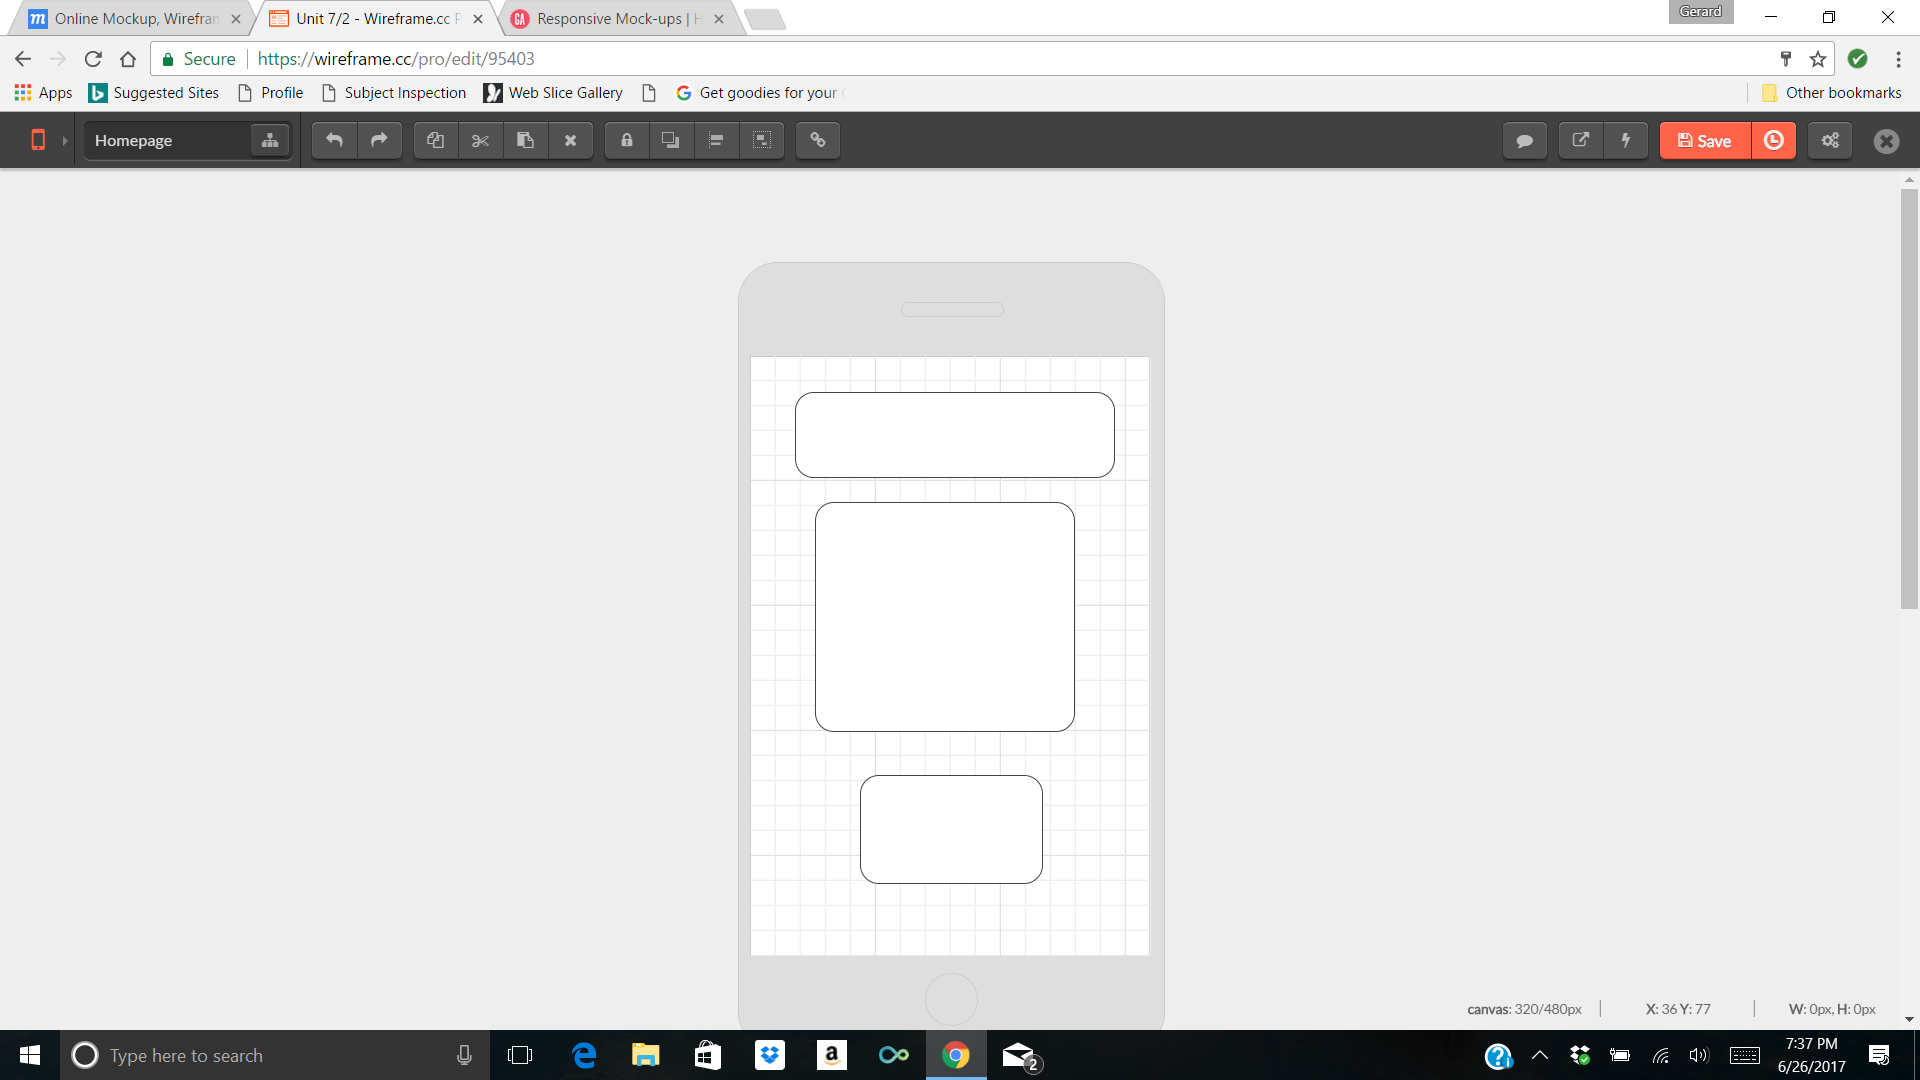 Gerard
Online Mockup, Wirefran
Unit 7/2 - Wireframe.cc P
Responsive Mock-ups | H
Secure
https://wireframe.cc/pro/edit/95403
Apps
Suggested Sites
Profile
Subject Inspection
Web Slice Gallery
Get goodies for your
Other bookmarks
Homepage
Save
canvas: 320/480px
X: 36 Y: 77
W: 0px, H: 0px
Type here to search
2
7:37 PM
6/26/2017